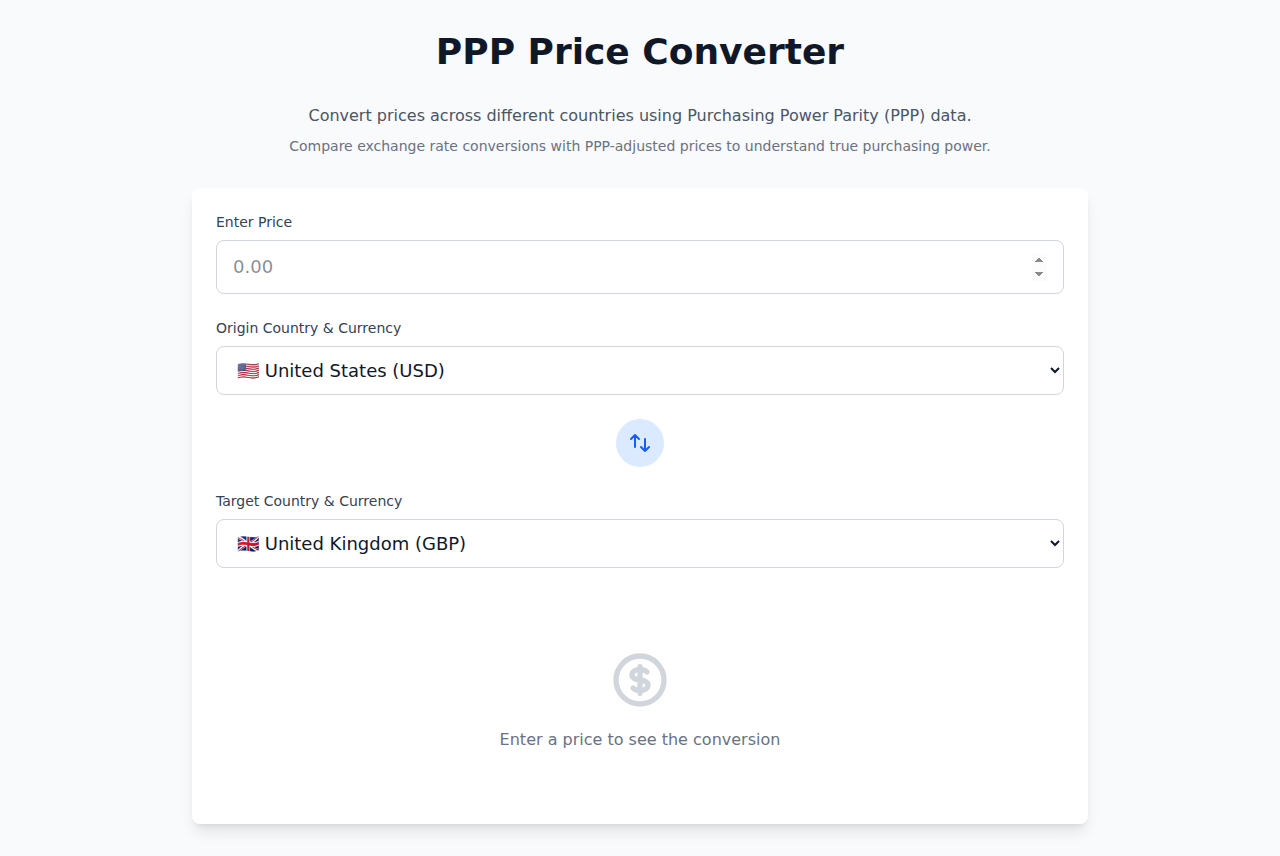 PPP Price Converter
Convert prices across different countries using Purchasing Power Parity (PPP) data.
Compare exchange rate conversions with PPP-adjusted prices to understand true purchasing power.
Enter Price
0.00
Origin Country & Currency
🇺🇸 United States (USD)
Target Country & Currency
🇬🇧 United Kingdom (GBP)
$
Enter a price to see the conversion